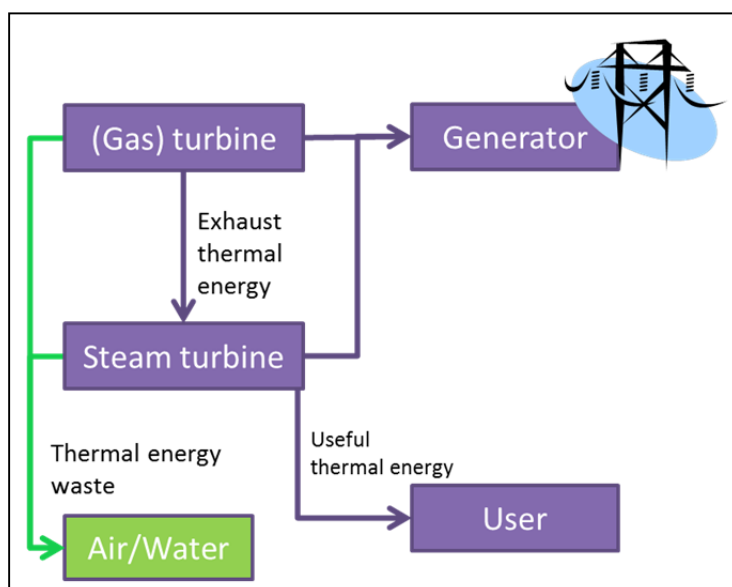 (Gas) turbine
Generator
Exhaust
thermal
energy
Steam turbine
Thermal energy
waste
Useful
thermal energy
Air/Water
User